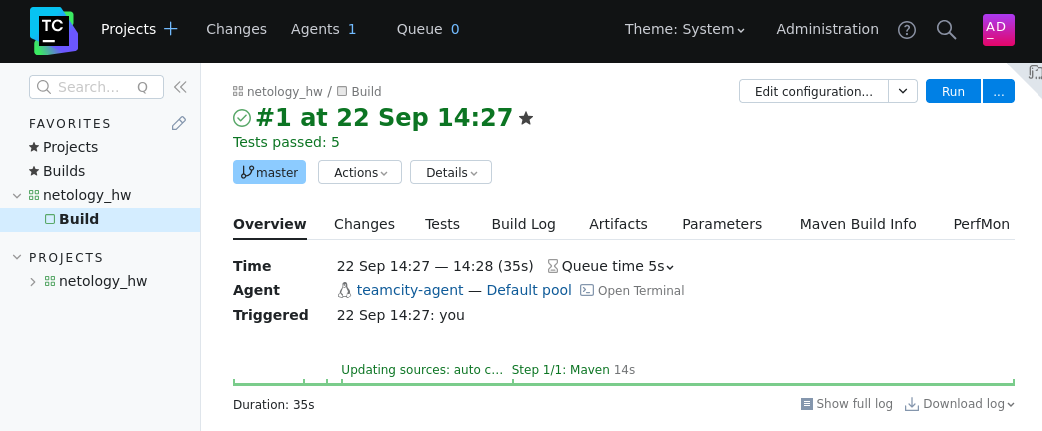 TC Projects Changes Agents 1 Queue 0 Theme: System Administration ? AD
Search... Q
FAVORITES
Projects
Builds
netology_hw
Build
PROJECTS
netology_hw
netology_hw / Build
Edit configuration... Run ...
#1 at 22 Sep 14:27
Tests passed: 5
master Actions Details
Overview Changes Tests Build Log Artifacts Parameters Maven Build Info PerfMon
Time 22 Sep 14:27 — 14:28 (35s) Queue time 5s
Agent teamcity-agent — Default pool Open Terminal
Triggered 22 Sep 14:27: you
Updating sources: auto c... Step 1/1: Maven 14s
Duration: 35s Show full log Download log